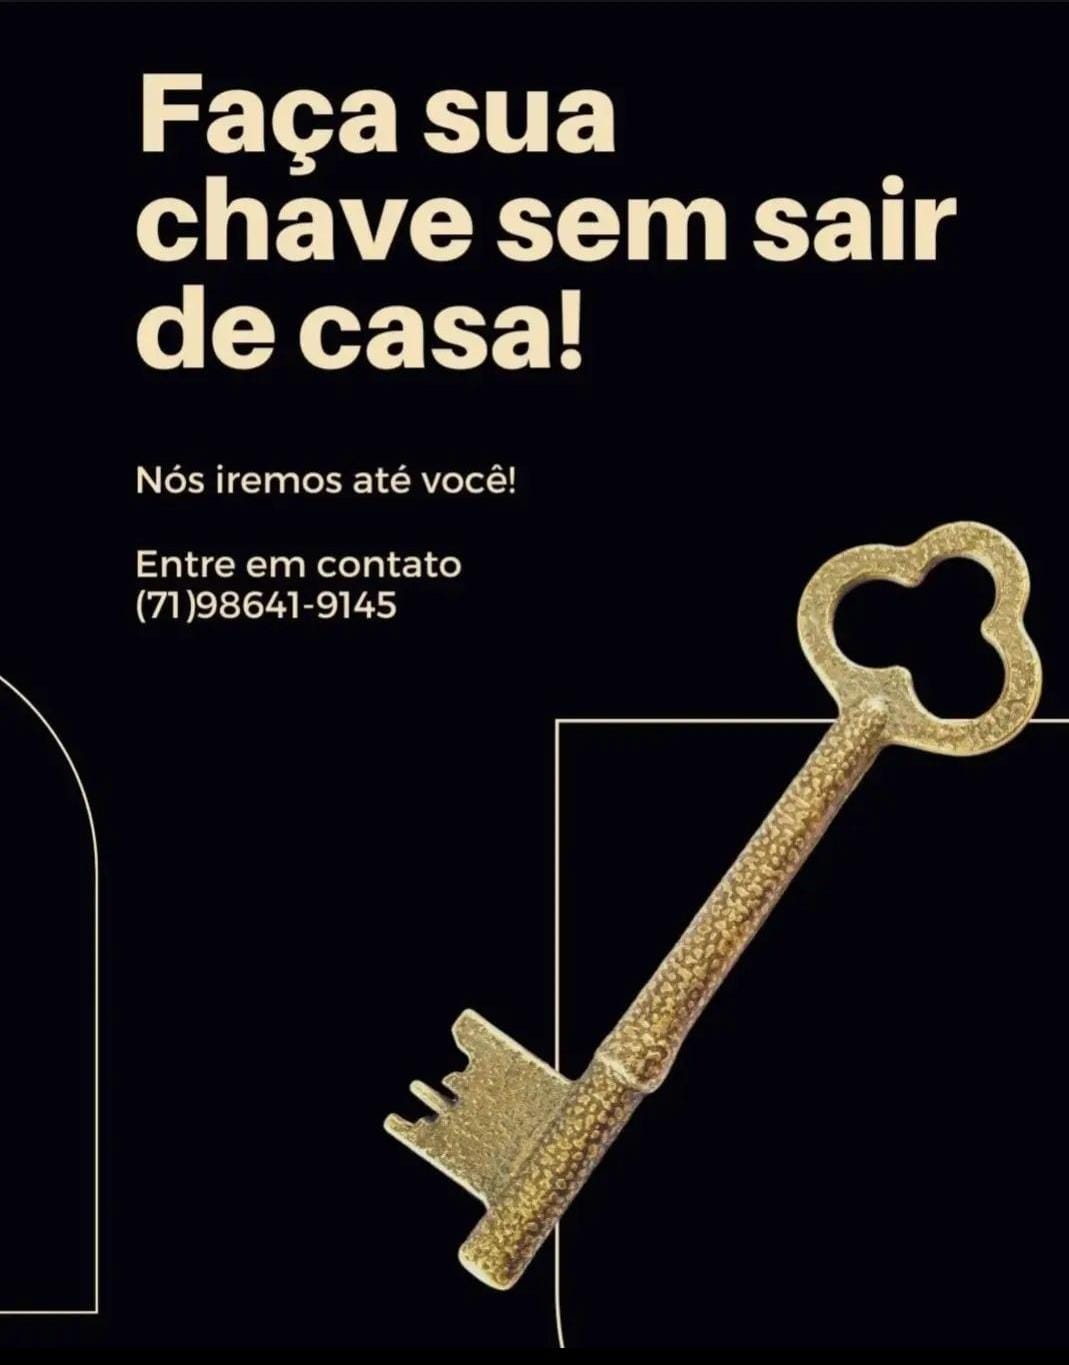 Faça sua
chave sem sair
de casa!
Nós iremos até você!
Entre em contato
(71)98641-9145